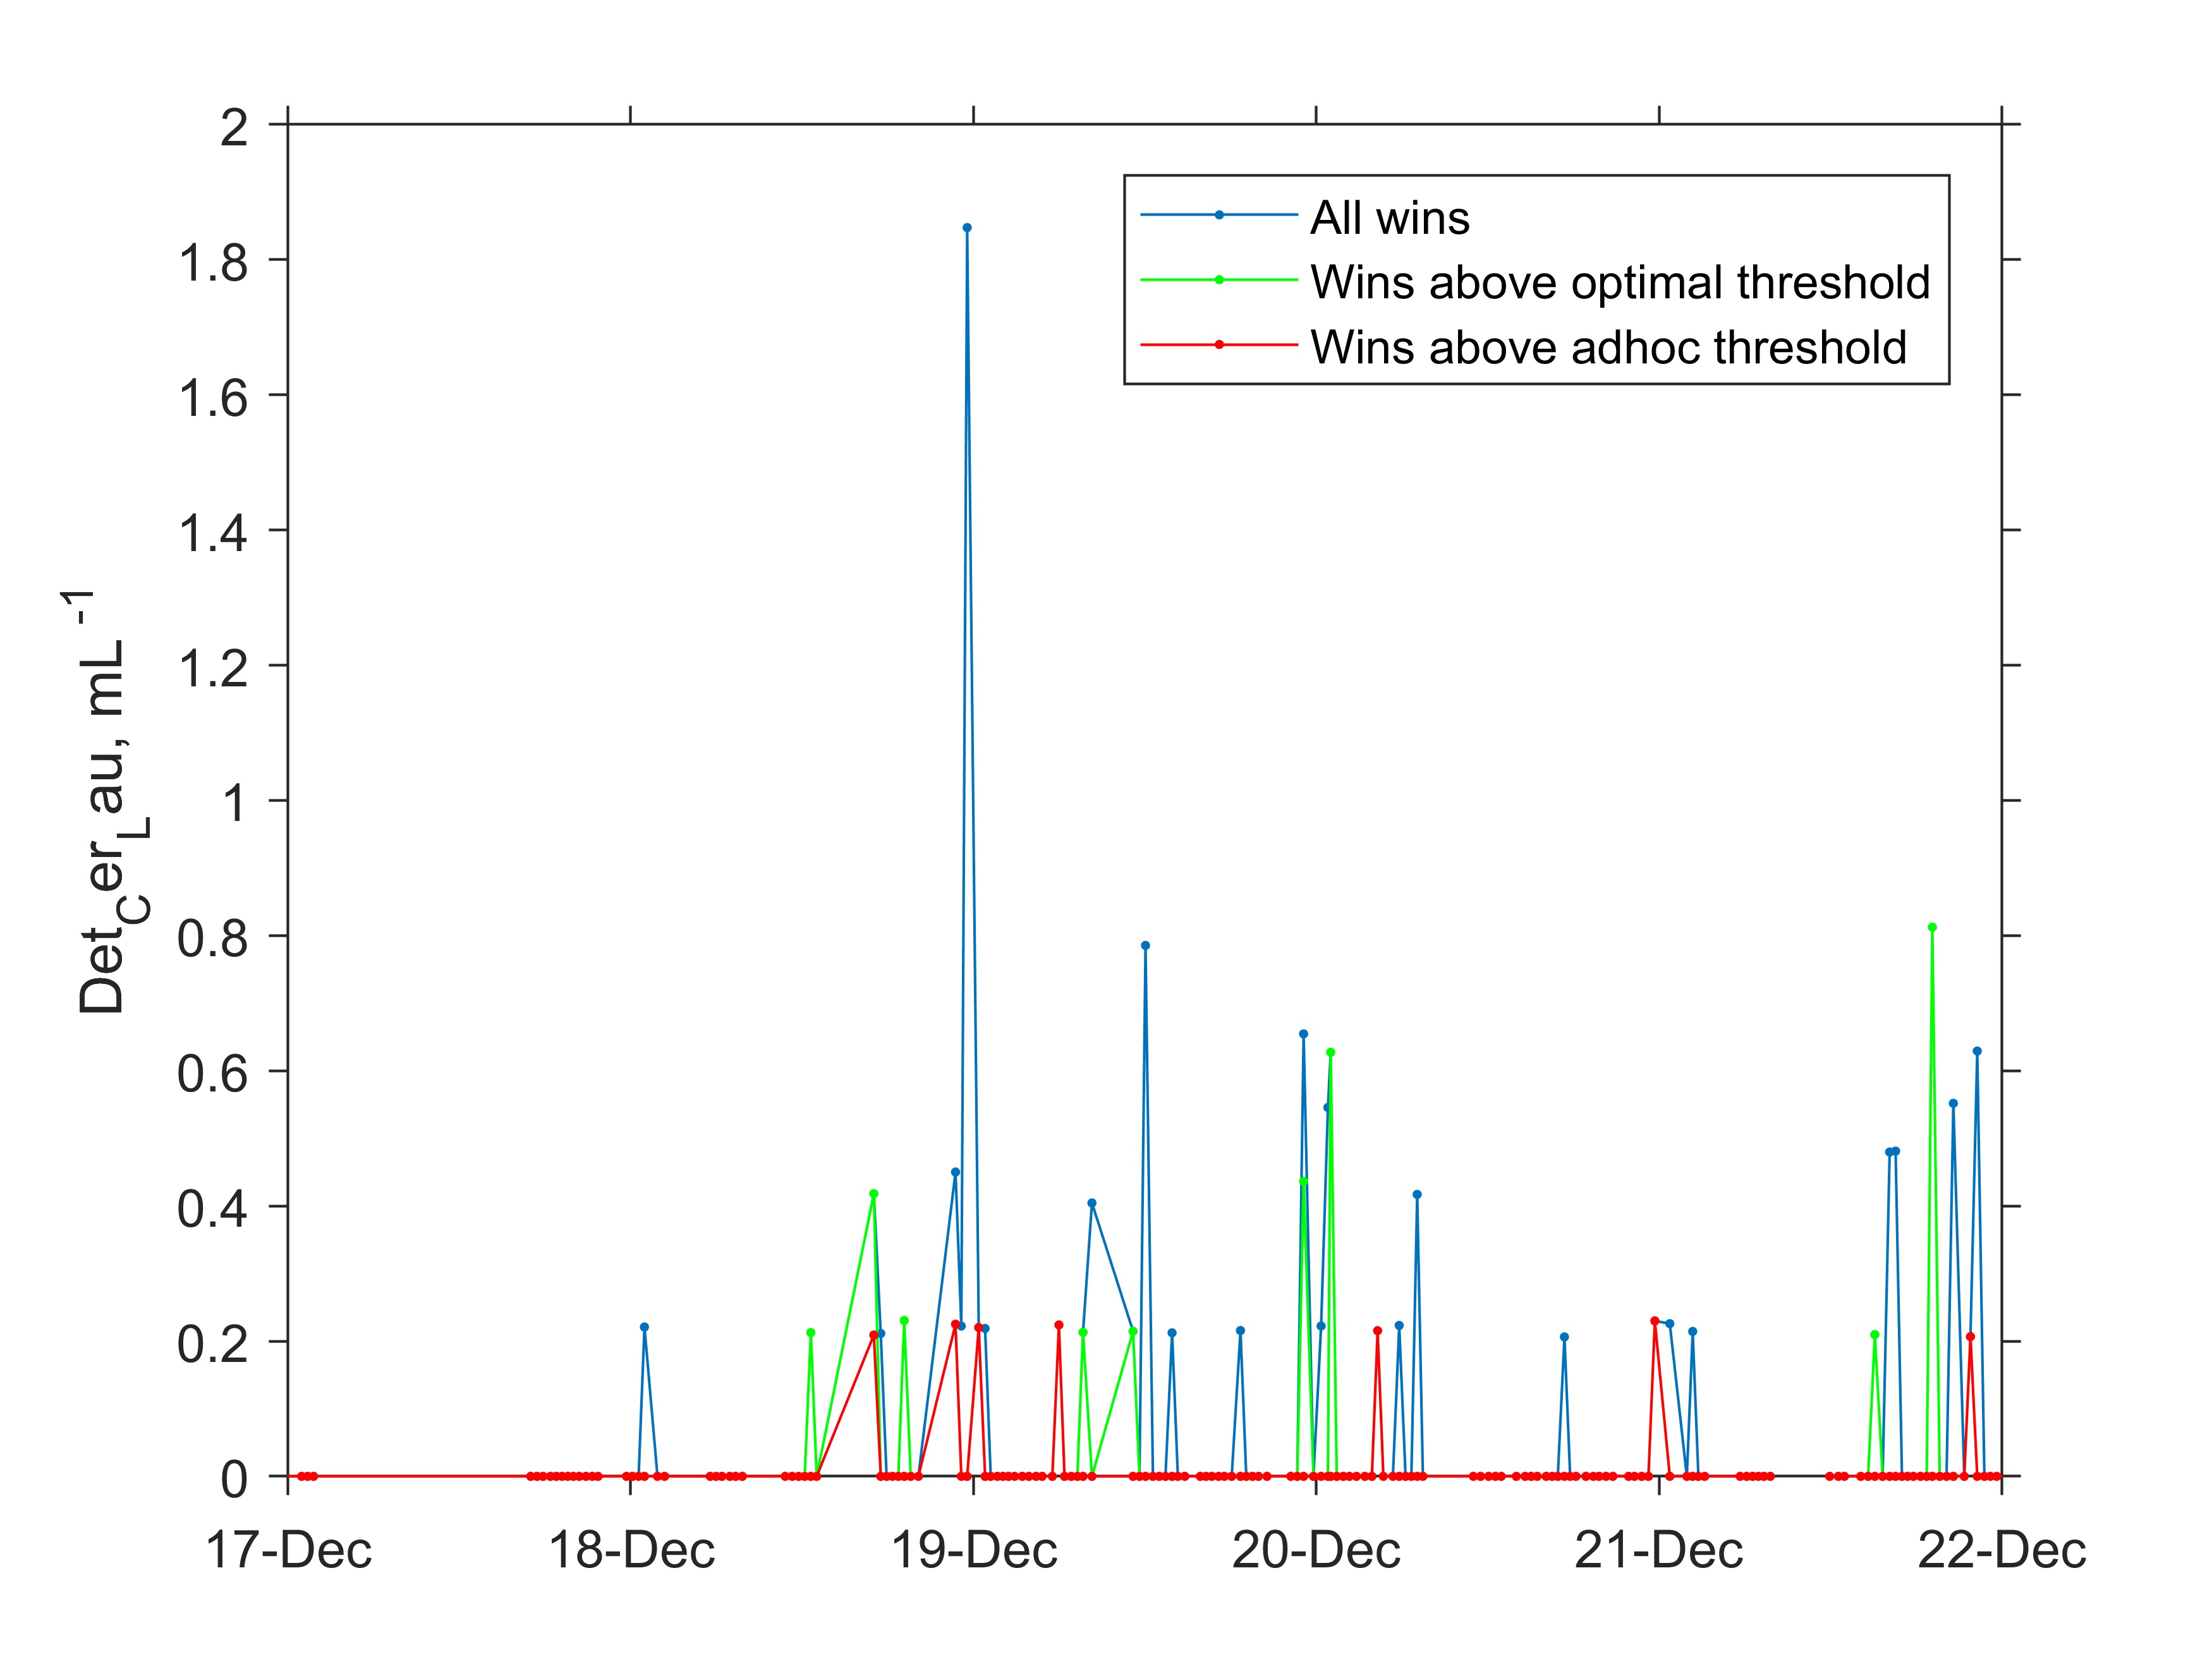 2
1.8
1.6
1.4
1.2
1
0.8
0.6
0.4
0.2
0
Det_Cer_Lau, mL^-1
All wins
Wins above optimal threshold
Wins above adhoc threshold
17-Dec
18-Dec
19-Dec
20-Dec
21-Dec
22-Dec